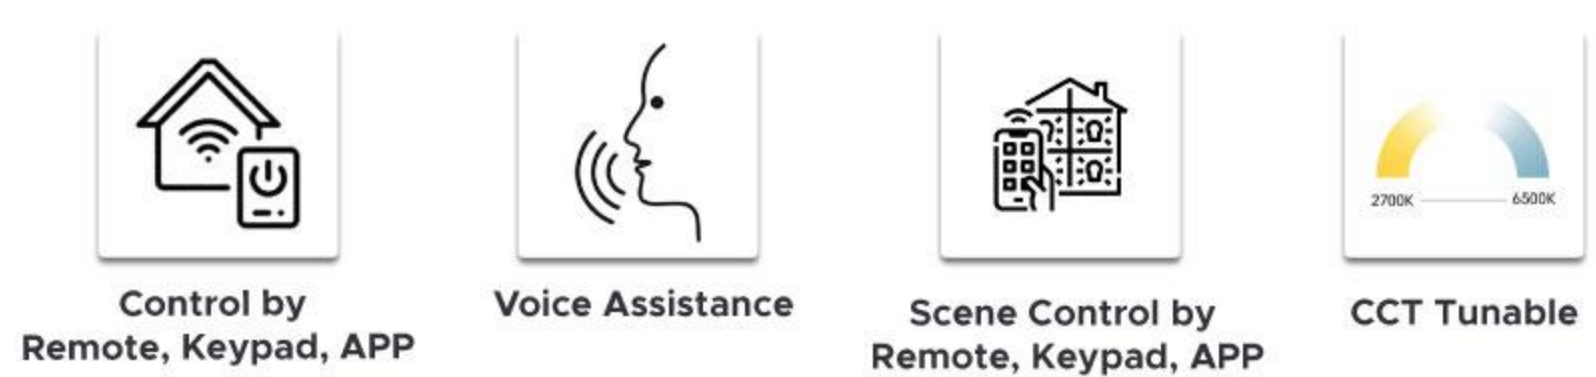 2700K
6500K
Control by
Remote, Keypad, APP
Voice Assistance
Scene Control by
Remote, Keypad, APP
CCT Tunable